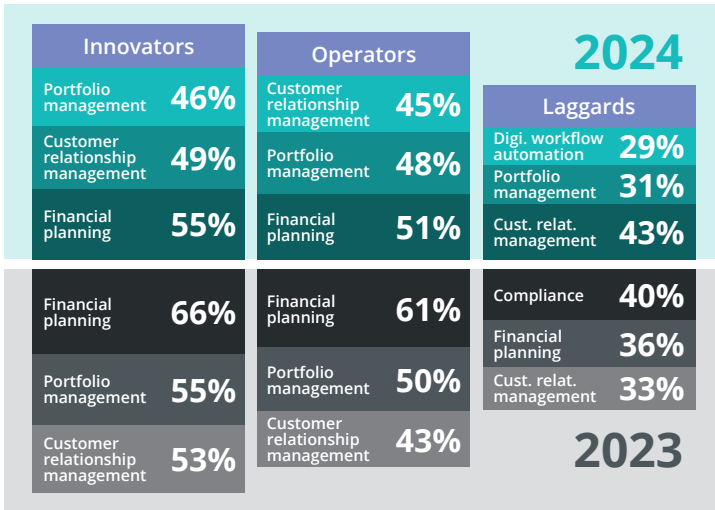 2024
Innovators
Portfolio
management
46%
Customer
relationship
management
49%
Financial
planning
55%
Financial
planning
66%
Portfolio
management
55%
Customer
relationship
management
53%
Operators
Customer
relationship
management
45%
Portfolio
management
48%
Financial
planning
51%
Financial
planning
61%
Portfolio
management
50%
Customer
relationship
management
43%
Laggards
Digi. workflow
automation
29%
Portfolio
management
31%
Cust. relat.
management
43%
Compliance
40%
Financial
planning
36%
Cust. relat.
management
33%
2023